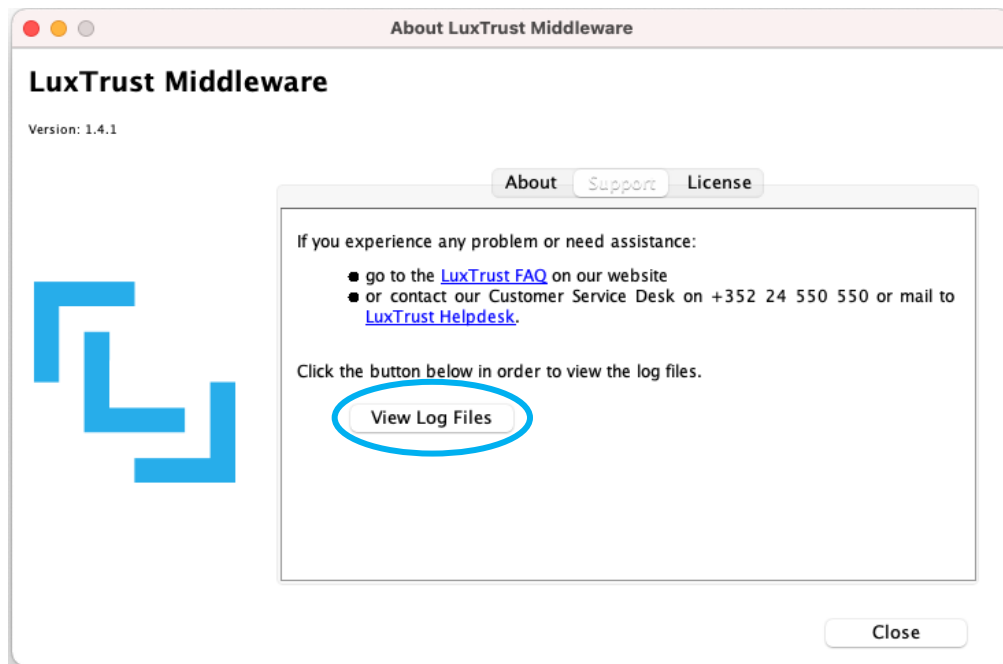 About LuxTrust Middleware
LuxTrust Middleware
Version: 1.4.1
About Support License
If you experience any problem or need assistance:
go to the LuxTrust FAQ on our website
or contact our Customer Service Desk on +352 24 550 550 or mail to
LuxTrust Helpdesk.
Click the button below in order to view the log files.
View Log Files
Close